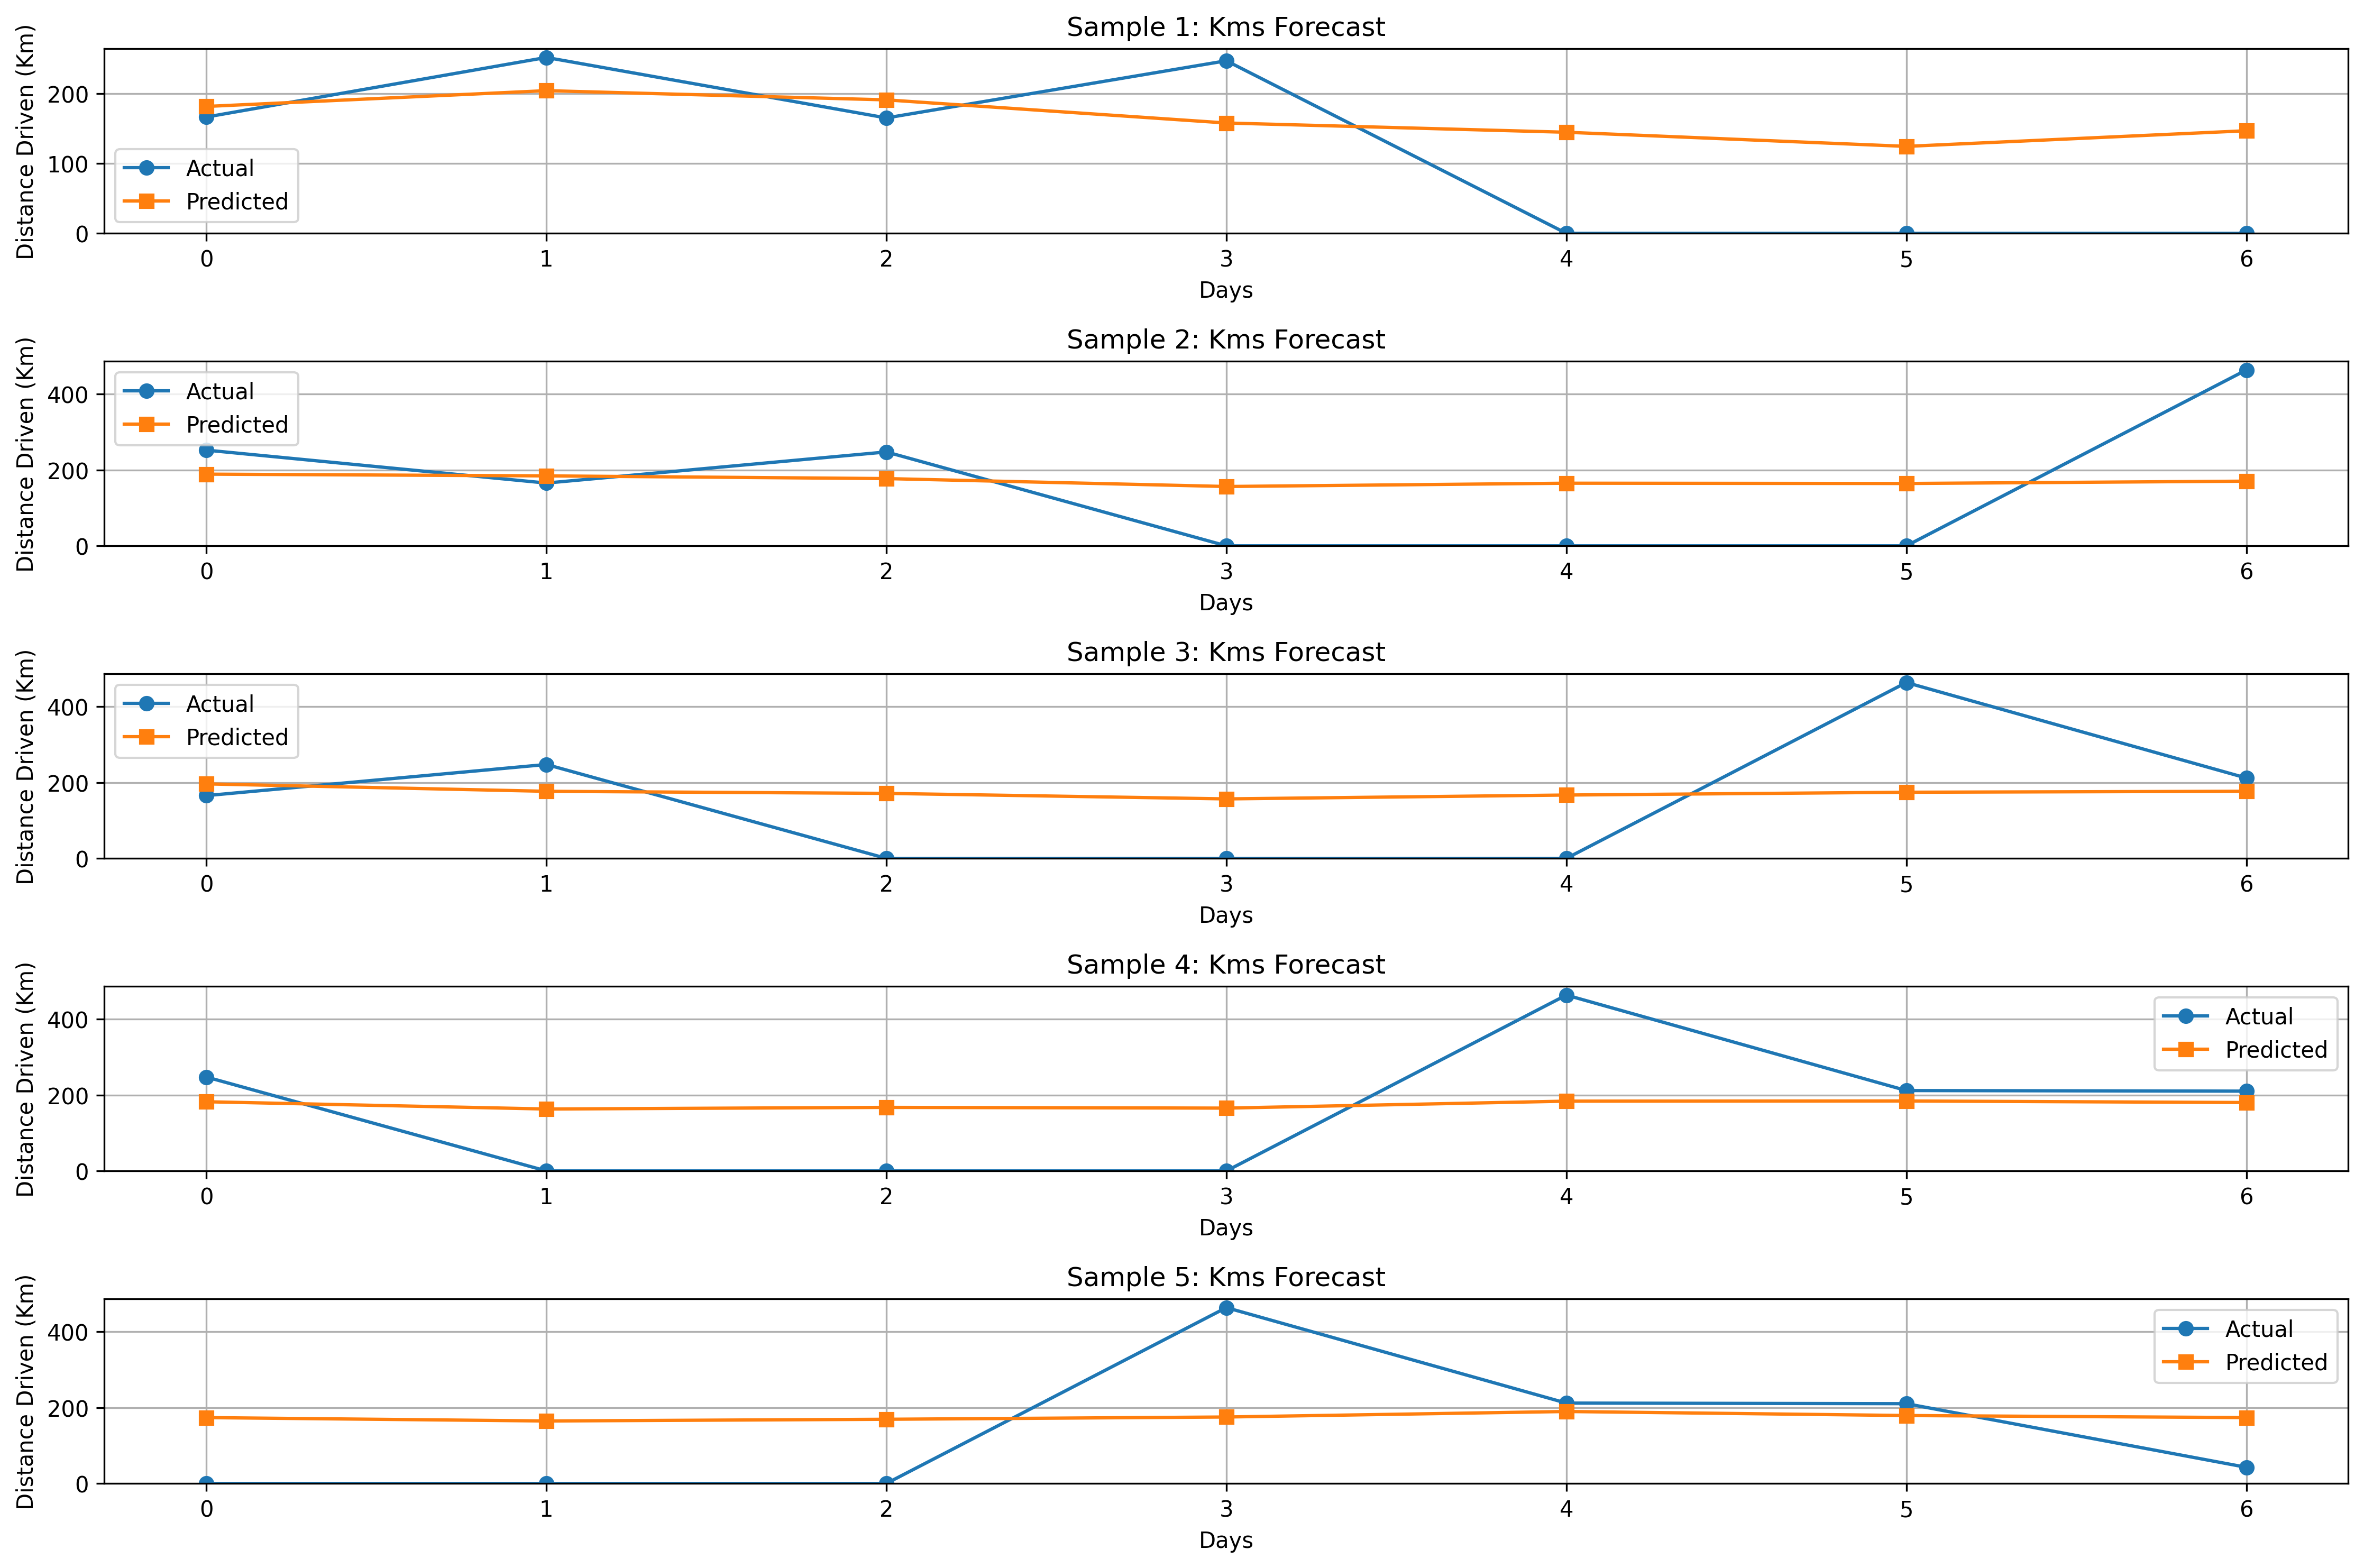 Sample 1: Kms Forecast
Distance Driven (Km)
200
100
0
Actual
Predicted
0 1 2 3 4 5 6
Days
Sample 2: Kms Forecast
Distance Driven (Km)
400
200
0
Actual
Predicted
0 1 2 3 4 5 6
Days
Sample 3: Kms Forecast
Distance Driven (Km)
400
200
0
Actual
Predicted
0 1 2 3 4 5 6
Days
Sample 4: Kms Forecast
Distance Driven (Km)
400
200
0
Actual
Predicted
0 1 2 3 4 5 6
Days
Sample 5: Kms Forecast
Distance Driven (Km)
400
200
0
Actual
Predicted
0 1 2 3 4 5 6
Days